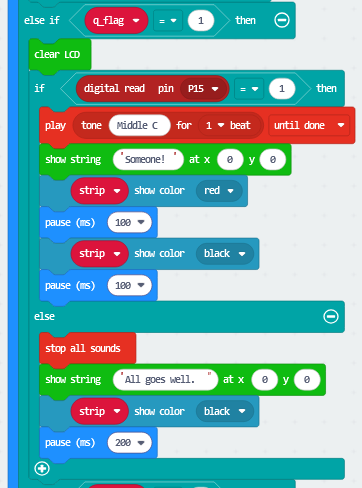 else if q_flag = 1 then
clear LCD
if digital read pin P15 = 1 then
play tone Middle C for 1 beat until done
show string "Someone! " at x 0 y 0
strip show color red
pause (ms) 100
strip show color black
pause (ms) 100
else
stop all sounds
show string "All goes well. " at x 0 y 0
strip show color black
pause (ms) 200